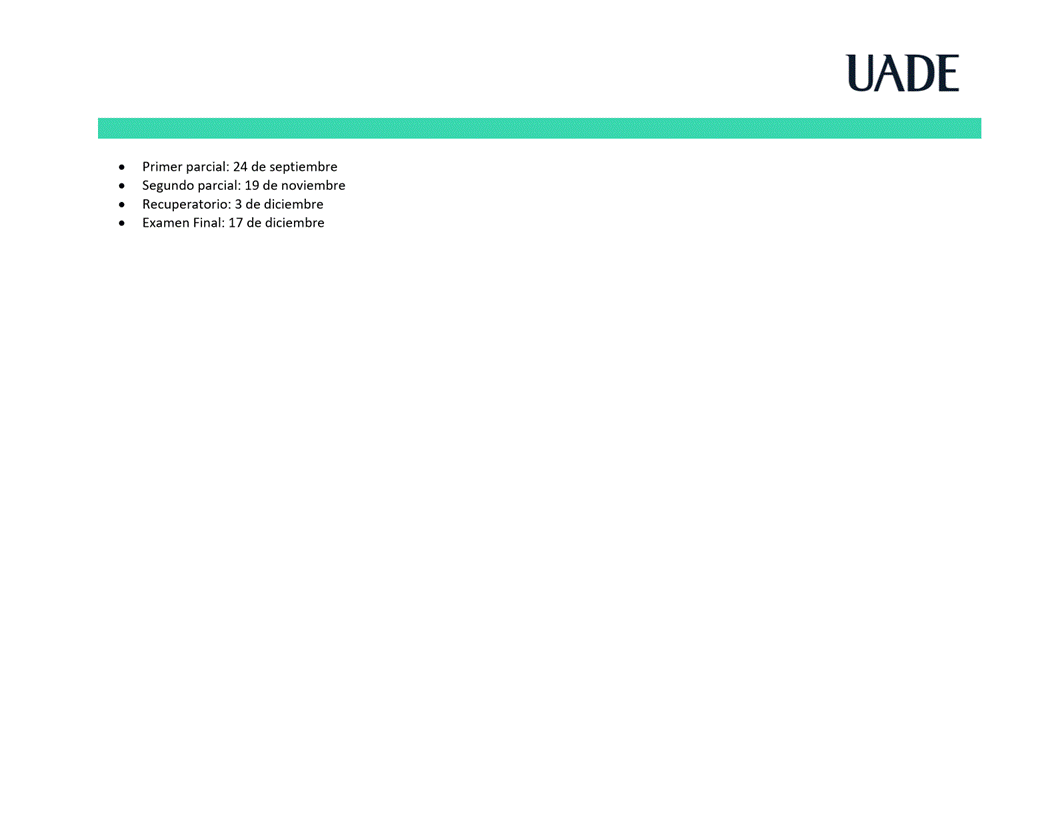 UADE
• Primer parcial: 24 de septiembre
• Segundo parcial: 19 de noviembre
• Recuperatorio: 3 de diciembre
• Examen Final: 17 de diciembre